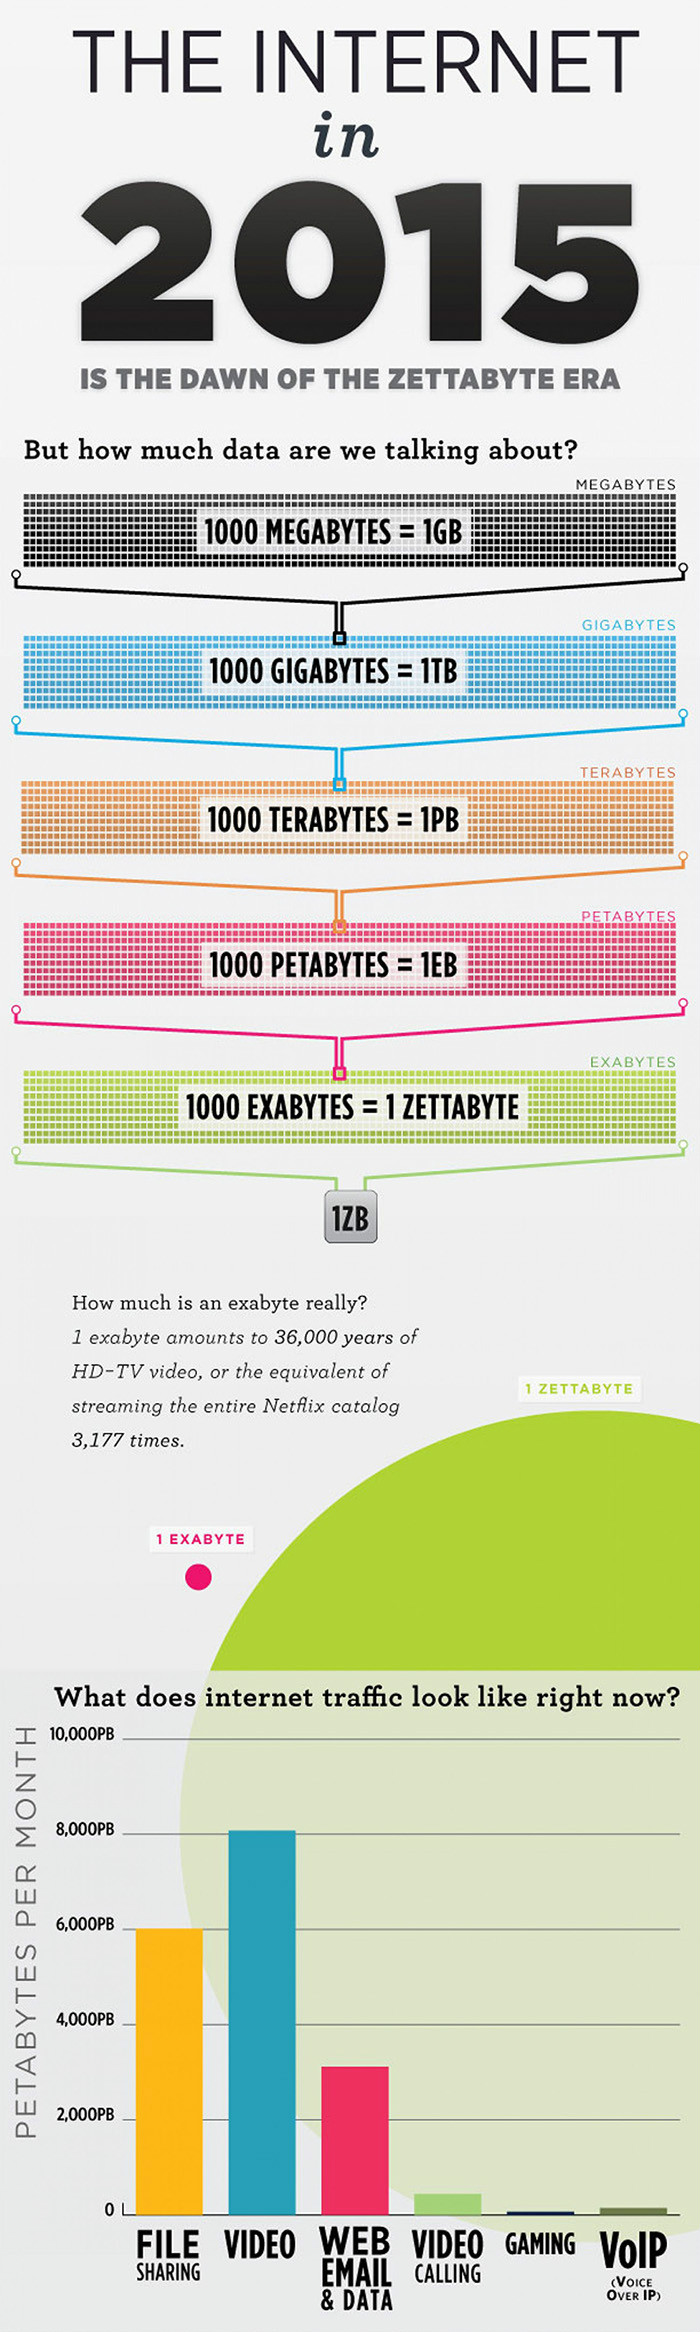 THE INTERNET
in
2015
IS THE DAWN OF THE ZETTABYTE ERA
But how much data are we talking about?
MEGABYTES
1000 MEGABYTES = 1GB
GIGABYTES
1000 GIGABYTES = 1TB
TERABYTES
1000 TERABYTES = 1PB
PETABYTES
1000 PETABYTES = 1EB
EXABYTES
1000 EXABYTES = 1 ZETTABYTE
1ZB
How much is an exabyte really?
1 exabyte amounts to 36,000 years of
HD-TV video, or the equivalent of
streaming the entire Netflix catalog
3,177 times.
1 ZETTABYTE
1 EXABYTE
What does internet traffic look like right now?
PETABYTES PER MONTH
10,000PB
8,000PB
6,000PB
4,000PB
2,000PB
0
FILE
SHARING
VIDEO
WEB
EMAIL
& DATA
VIDEO
CALLING
GAMING
VoIP
(VOICE
OVER IP)